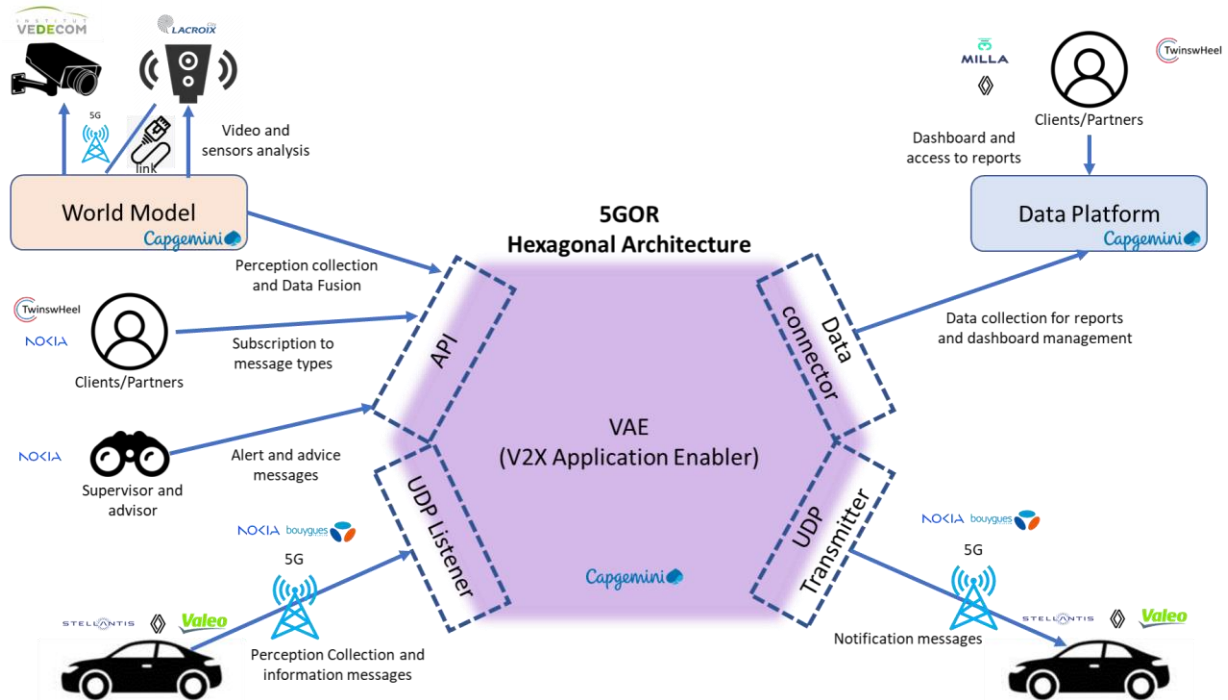 INSTITUT
VEDECOM
LACROIX
5G
link
Video and
sensors analysis
World Model
Capgemini
MILLA
TwinswHeel
Clients/Partners
Dashboard and
access to reports
Data Platform
Capgemini
5GOR
Hexagonal Architecture
Perception collection
and Data Fusion
API
Data
connector
Data collection for reports
and dashboard management
TwinswHeel
NOKIA
Clients/Partners
Subscription to
message types
VAE
(V2X Application Enabler)
NOKIA
Supervisor and
advisor
Alert and advice
messages
UDP Listener
UDP
Transmitter
Capgemini
NOKIA bouygues
5G
STELLANTIS
Valeo
Perception Collection and
information messages
NOKIA bouygues
5G
Notification messages
STELLANTIS
Valeo